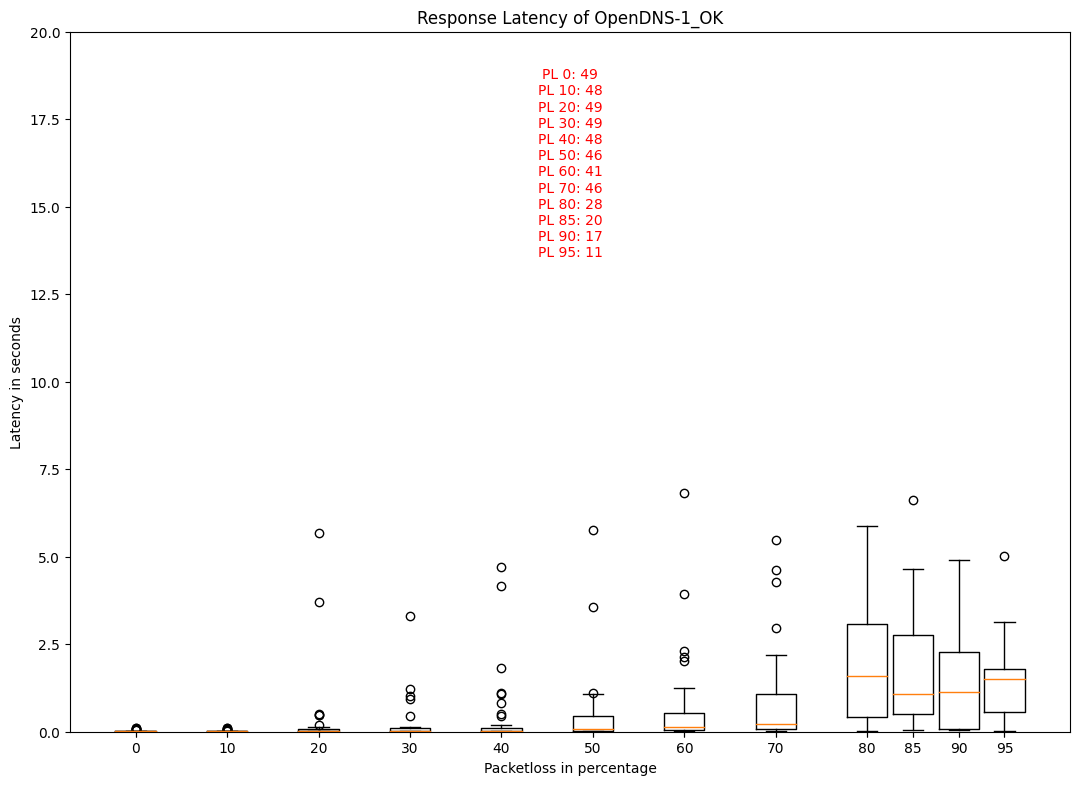 Response Latency of OpenDNS-1_OK
20.0
17.5
15.0
12.5
10.0
7.5
5.0
2.5
0.0
Latency in seconds
PL 0: 49
PL 10: 48
PL 20: 49
PL 30: 49
PL 40: 48
PL 50: 46
PL 60: 41
PL 70: 46
PL 80: 28
PL 85: 20
PL 90: 17
PL 95: 11
0 10 20 30 40 50 60 70 80 85 90 95
Packetloss in percentage